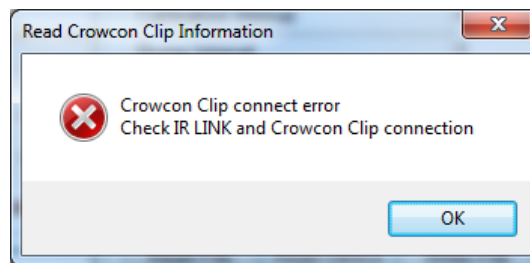 Read Crowcon Clip Information
Crowcon Clip connect error
Check IR LINK and Crowcon Clip connection
OK